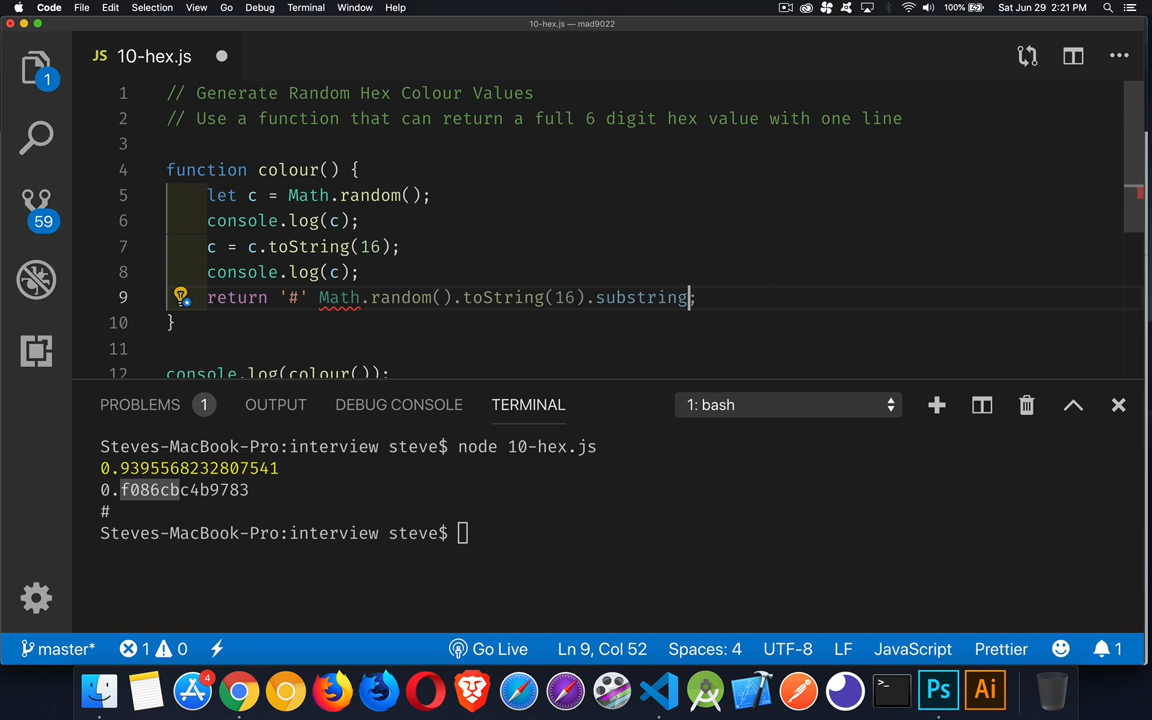 Code File Edit Selection View Go Debug Terminal Window Help 100% Sat Jun 29 2:21 PM
10-hex.js — mad9022
JS 10-hex.js
1 // Generate Random Hex Colour Values
2 // Use a function that can return a full 6 digit hex value with one line
3
4 function colour() {
5 let c = Math.random();
6 console.log(c);
7 c = c.toString(16);
8 console.log(c);
9 return '#' Math.random().toString(16).substring;
10 }
11
12 console.log(colour());
1
59
PROBLEMS 1 OUTPUT DEBUG CONSOLE TERMINAL 1: bash
Steves-MacBook-Pro:interview steve$ node 10-hex.js
0.9395568232807541
0.f086cbc4b9783
#
Steves-MacBook-Pro:interview steve$
master* 1 0 Go Live Ln 9, Col 52 Spaces: 4 UTF-8 LF JavaScript Prettier 1
4 >_ Ps Ai